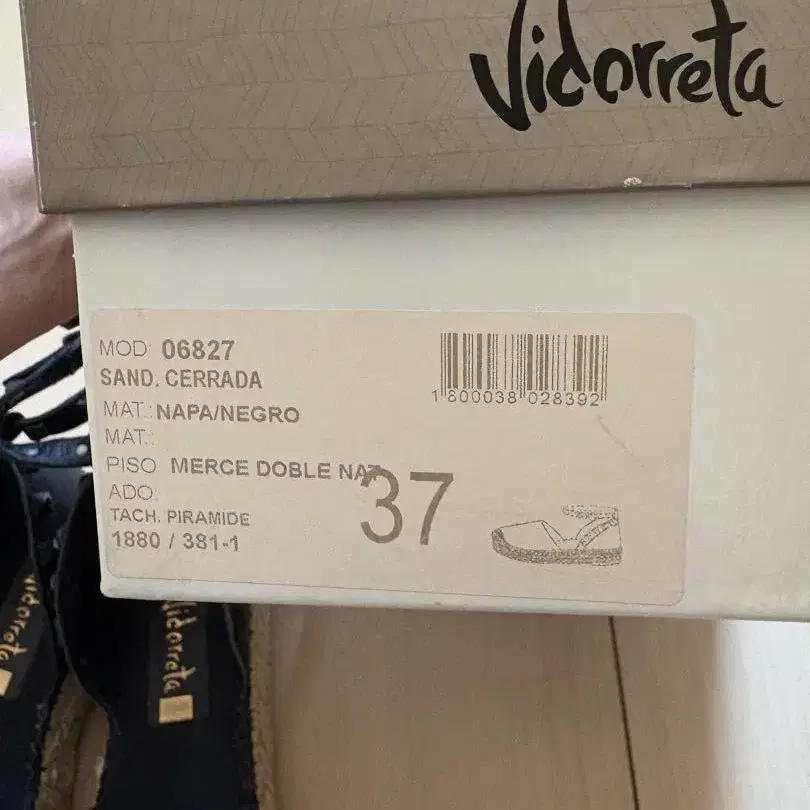 Vidorreta
MOD 06827
SAND. CERRADA
MAT.: NAPA/NEGRO
MAT.:
PISO MERCE DOBLE NAT
ADO.
TACH. PIRAMIDE
1880 / 381-1
37
1 800038 028392
Vidorreta
Vidorreta